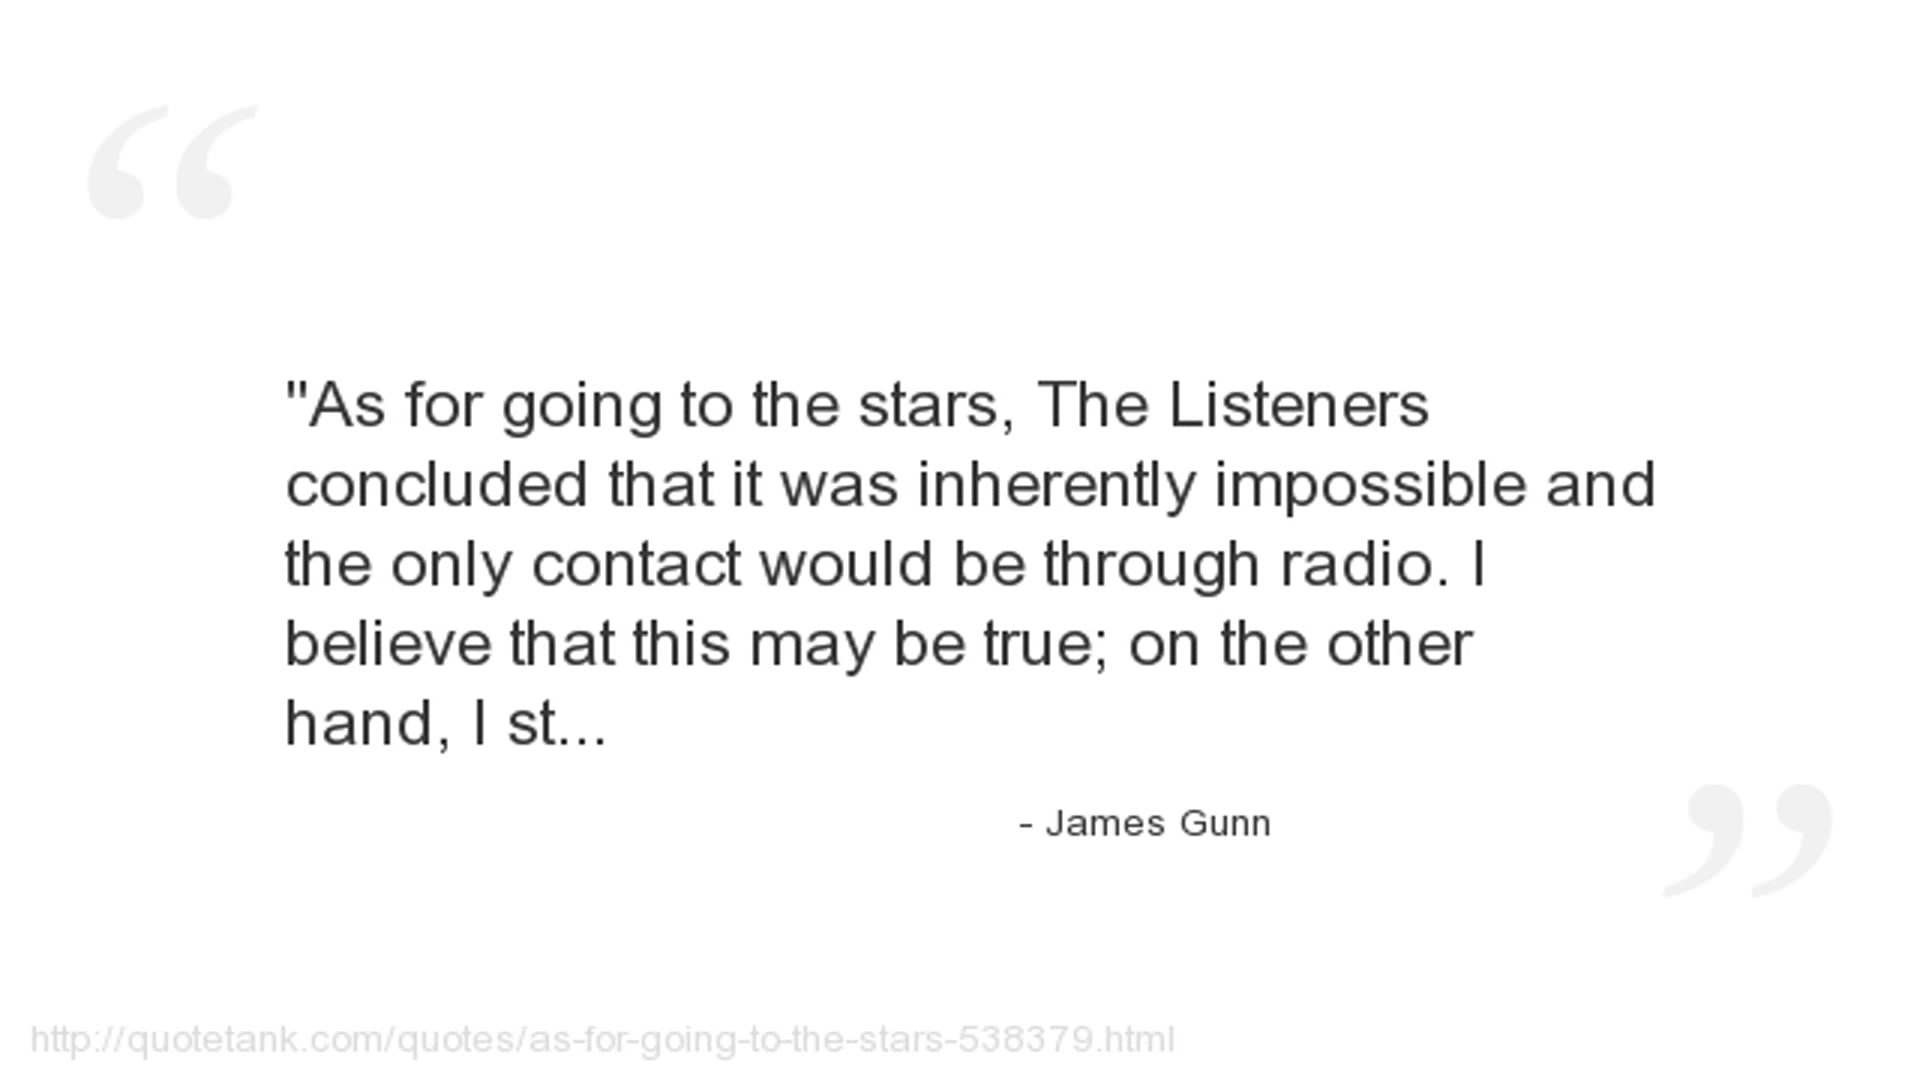 "As for going to the stars, The Listeners
concluded that it was inherently impossible and
the only contact would be through radio. I
believe that this may be true; on the other
hand, I st...
- James Gunn
http://quotetank.com/quotes/as-for-going-to-the-stars-538379.html